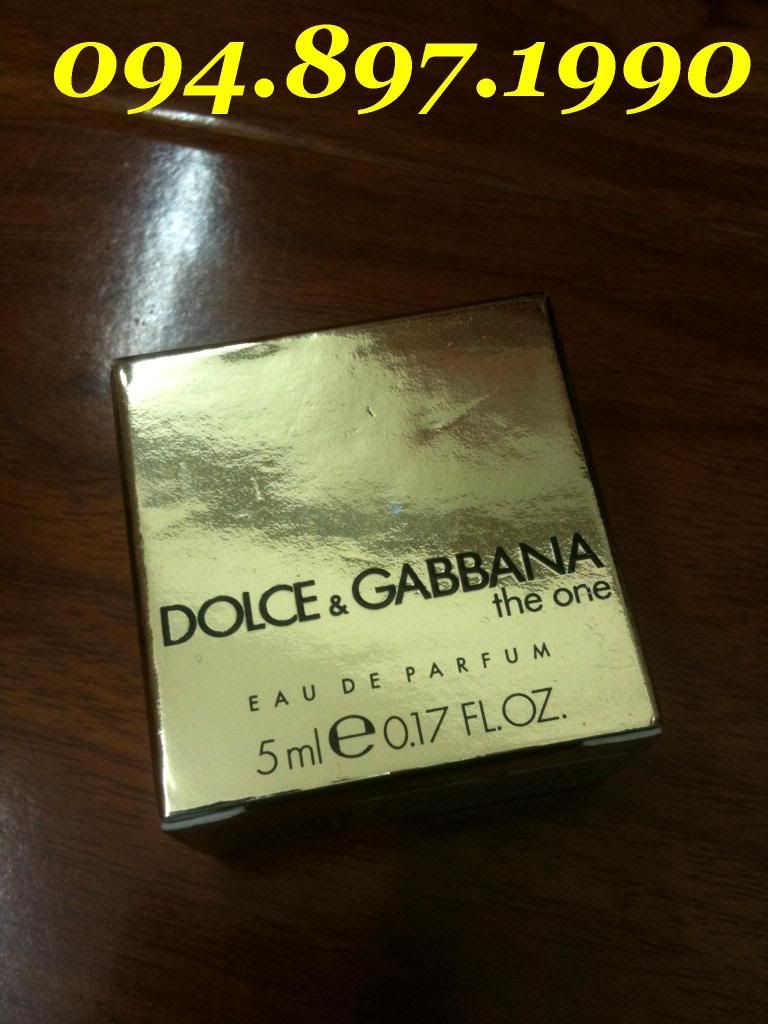 094.897.1990
DOLCE & GABBANA
the one
EAU DE PARFUM
5 ml e 0.17 FL.OZ.